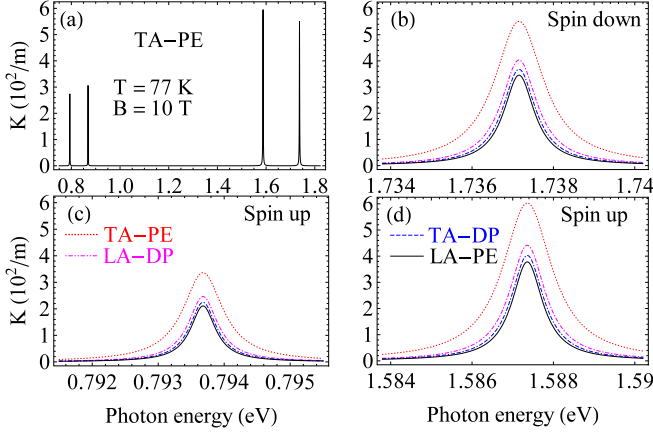 (a)
TA−PE
T = 77 K
B = 10 T
K (10²/m)
6
5
4
3
2
1
0
0.8 1.0 1.2 1.4 1.6 1.8
(b)
Spin down
6
5
4
3
2
1
0
1.734 1.736 1.738 1.74
(c)
Spin up
TA−PE
LA−DP
K (10²/m)
6
5
4
3
2
1
0
0.792 0.793 0.794 0.795
Photon energy (eV)
(d)
Spin up
TA−DP
LA−PE
6
5
4
3
2
1
0
1.584 1.586 1.588 1.59
Photon energy (eV)